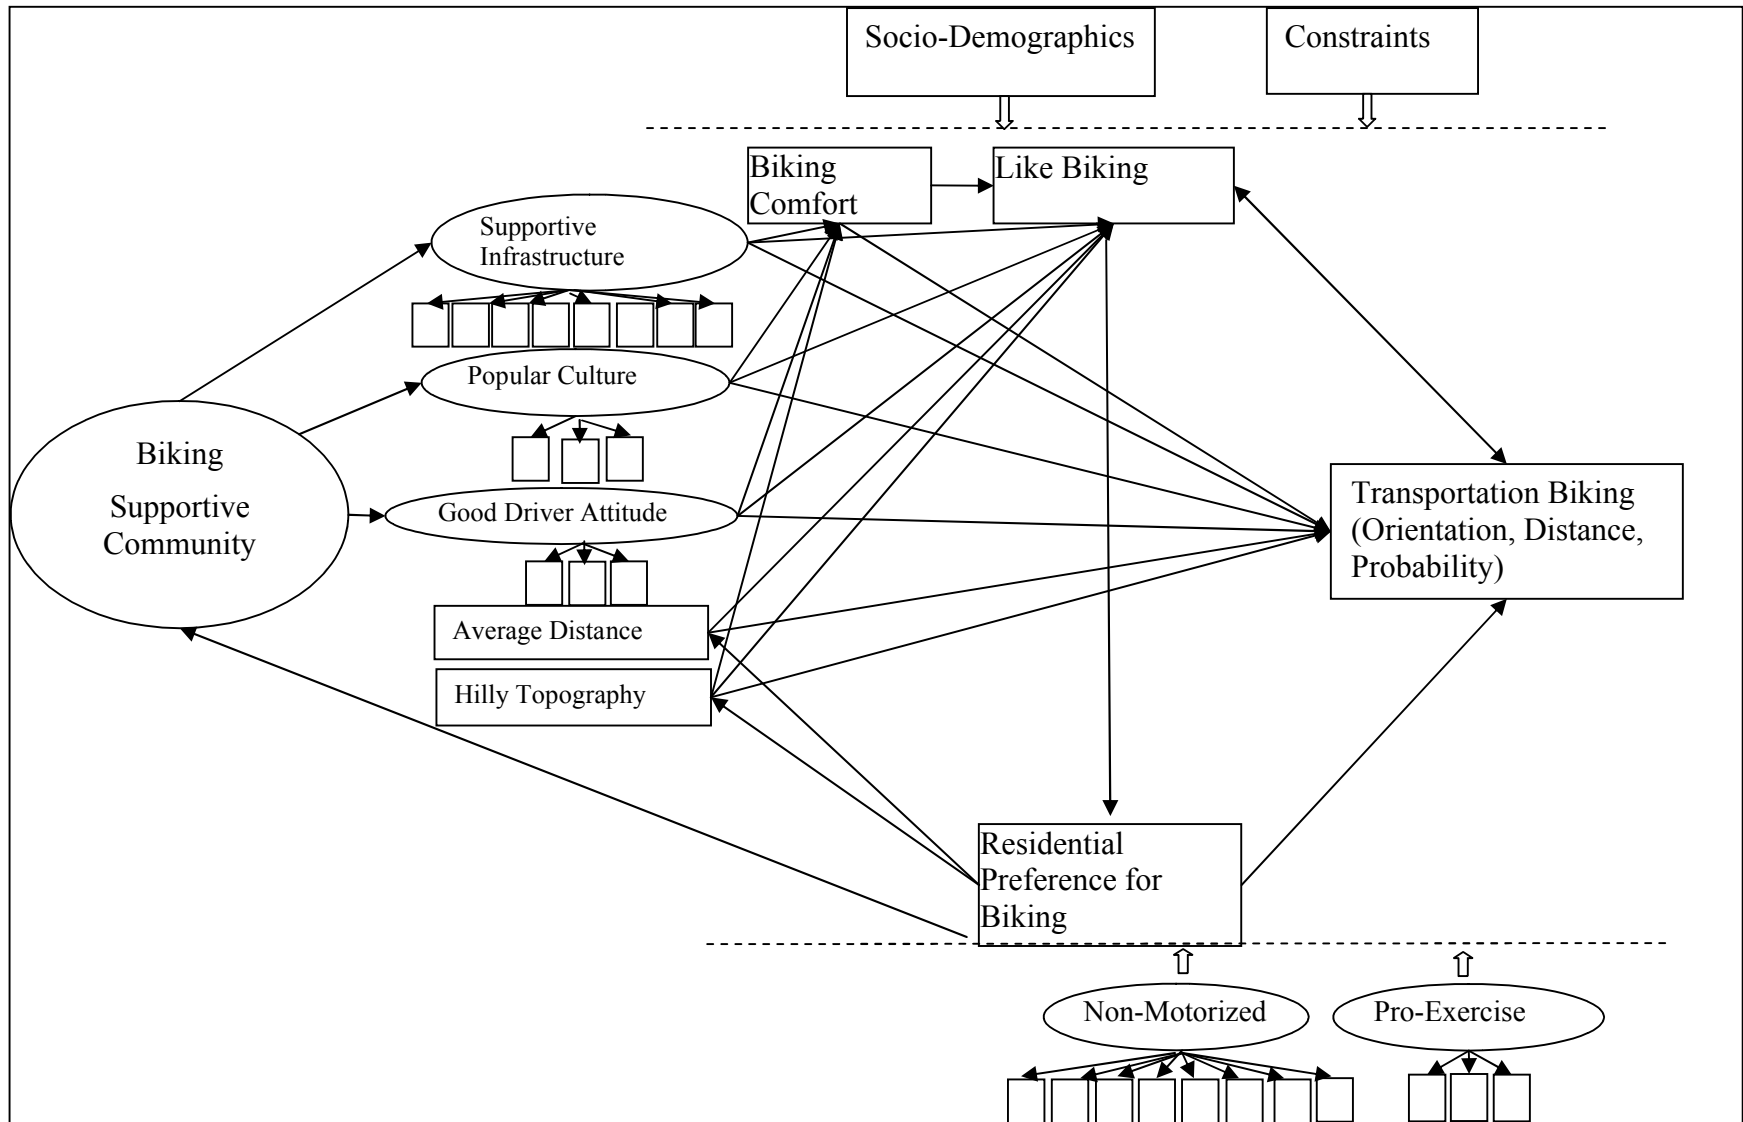 Socio-Demographics
Constraints
Biking
Comfort
Like Biking
Supportive
Infrastructure
Popular Culture
Biking
Supportive
Community
Good Driver Attitude
Transportation Biking
(Orientation, Distance,
Probability)
Average Distance
Hilly Topography
Residential
Preference for
Biking
Non-Motorized
Pro-Exercise